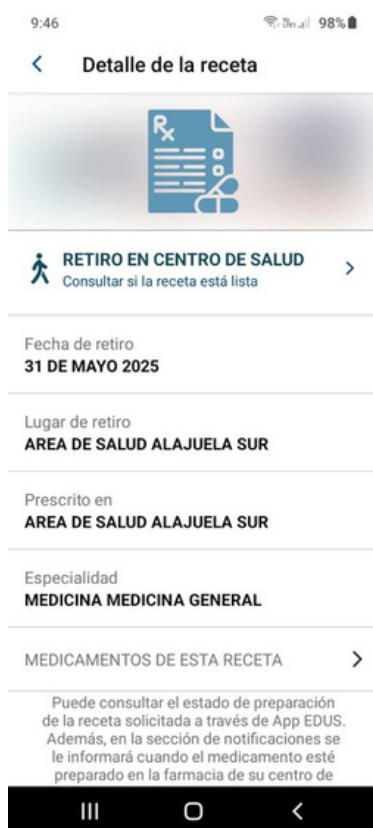 9:46
98%
Detalle de la receta
Rx
RETIRO EN CENTRO DE SALUD
Consultar si la receta está lista
Fecha de retiro
31 DE MAYO 2025
Lugar de retiro
AREA DE SALUD ALAJUELA SUR
Prescrito en
AREA DE SALUD ALAJUELA SUR
Especialidad
MEDICINA MEDICINA GENERAL
MEDICAMENTOS DE ESTA RECETA
Puede consultar el estado de preparación
de la receta solicitada a través de App EDUS.
Además, en la sección de notificaciones se
le informará cuando el medicamento esté
preparado en la farmacia de su centro de